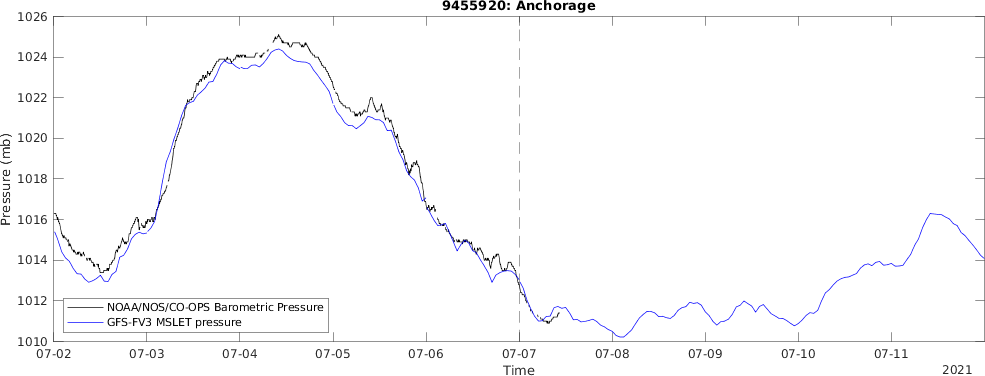 9455920: Anchorage
1026
1024
1022
1020
1018
1016
1014
1012
1010
Pressure (mb)
NOAA/NOS/CO-OPS Barometric Pressure
GFS-FV3 MSLET pressure
07-02 07-03 07-04 07-05 07-06 07-07 07-08 07-09 07-10 07-11
Time
2021